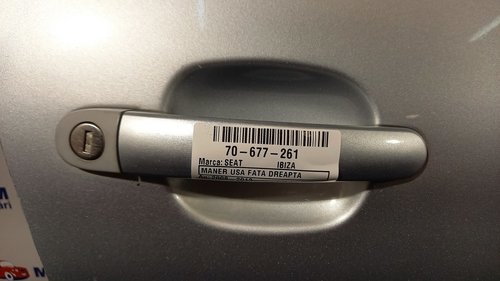 70-677-261
Marca: SEAT IBIZA
MANER USA FATA DREAPTA
M